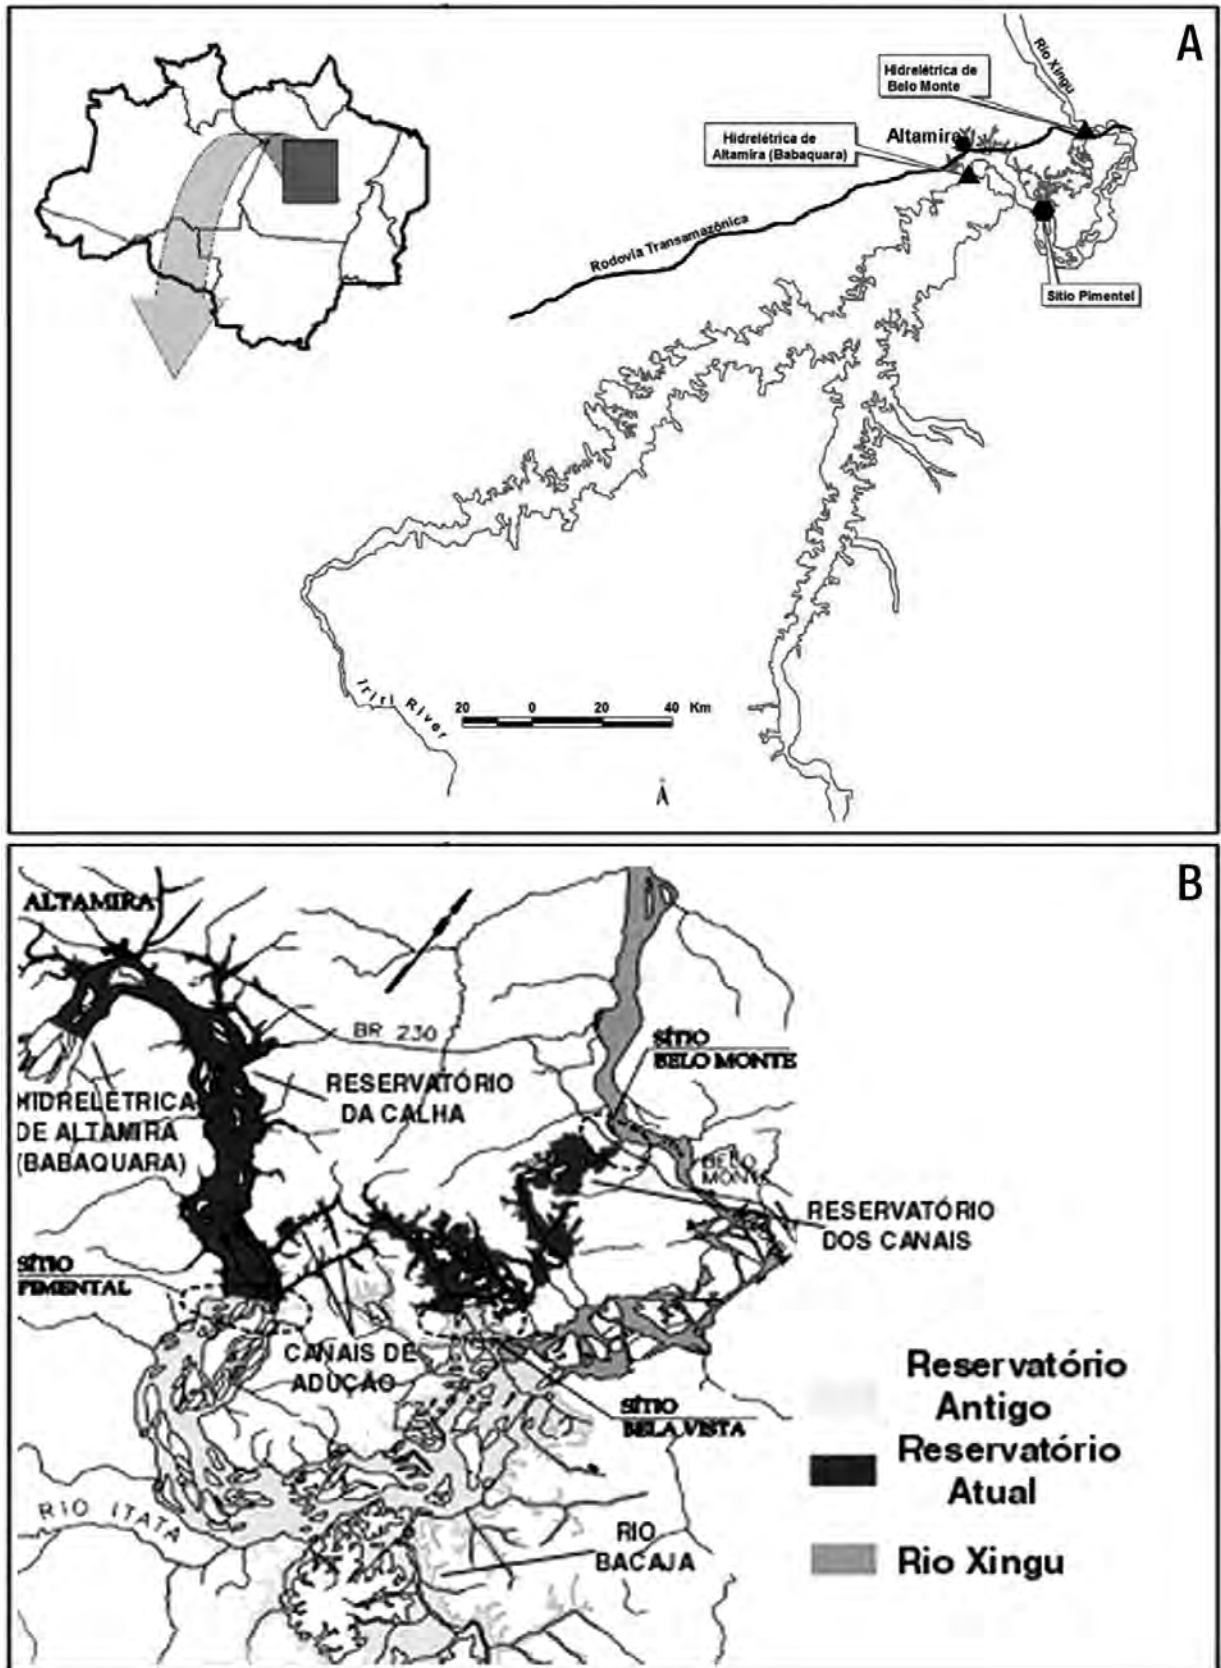 A
Rio Xingu
Hidrelétrica de
Belo Monte
Hidrelétrica de
Altamira (Babaquara)
Altamira
Rodovia Transamazônica
Sítio Pimentel
Iriri River
20 0 20 40 Km
B
ALTAMIRA
BR 230
SÍTIO
BELO MONTE
RESERVATÓRIO
DA CALHA
HIDRELÉTRICA
DE ALTAMIRA
(BABAQUARA)
BELO
MONTE
RESERVATÓRIO
DOS CANAIS
SÍTIO
PIMENTAL
CANAIS DE
ADUÇÃO
SÍTIO
BELA VISTA
RIO ITATA
RIO
BACAJA
Reservatório
Antigo
Reservatório
Atual
Rio Xingu